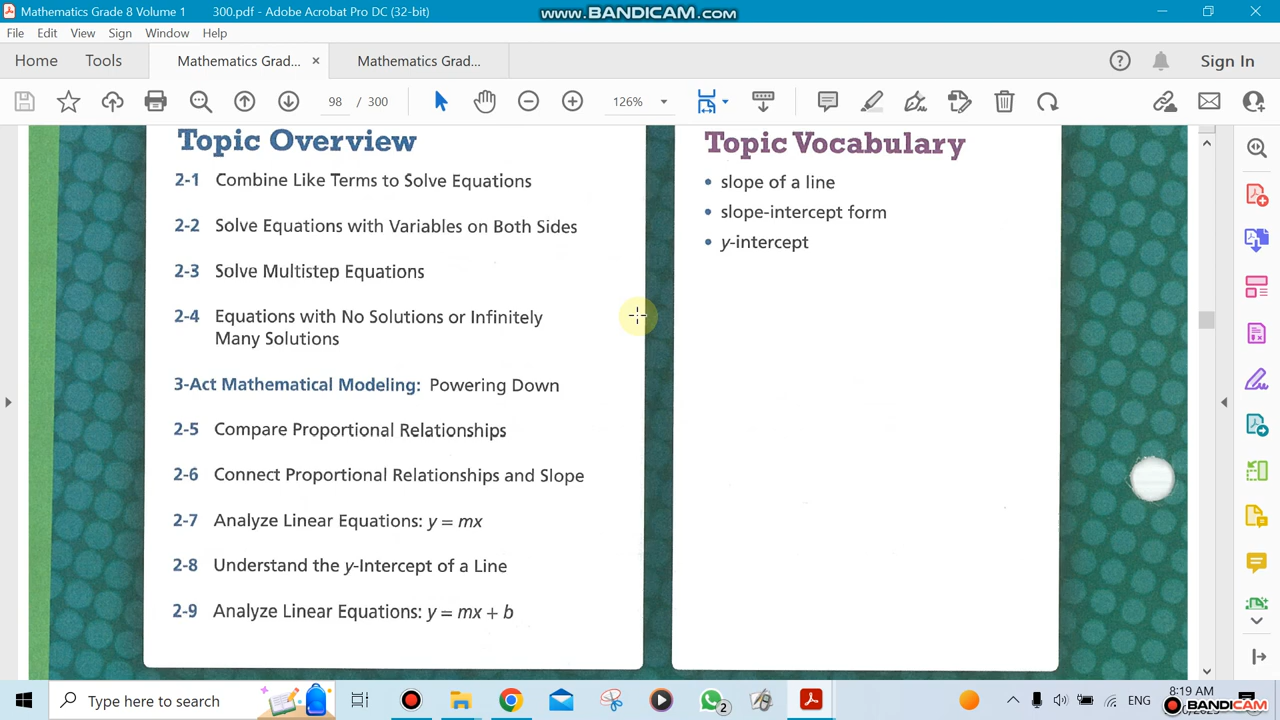 Mathematics Grade 8 Volume 1 300.pdf - Adobe Acrobat Pro DC (32-bit)
www.BANDICAM.com
File Edit View Sign Window Help
Home Tools Mathematics Grad... × Mathematics Grad... Sign In
98 / 300 126%
Topic Overview
2-1 Combine Like Terms to Solve Equations
2-2 Solve Equations with Variables on Both Sides
2-3 Solve Multistep Equations
2-4 Equations with No Solutions or Infinitely
Many Solutions
3-Act Mathematical Modeling: Powering Down
2-5 Compare Proportional Relationships
2-6 Connect Proportional Relationships and Slope
2-7 Analyze Linear Equations: y = mx
2-8 Understand the y-Intercept of a Line
2-9 Analyze Linear Equations: y = mx + b
Topic Vocabulary
• slope of a line
• slope-intercept form
• y-intercept
Type here to search
2
ENG
8:19 AM
BANDICAM